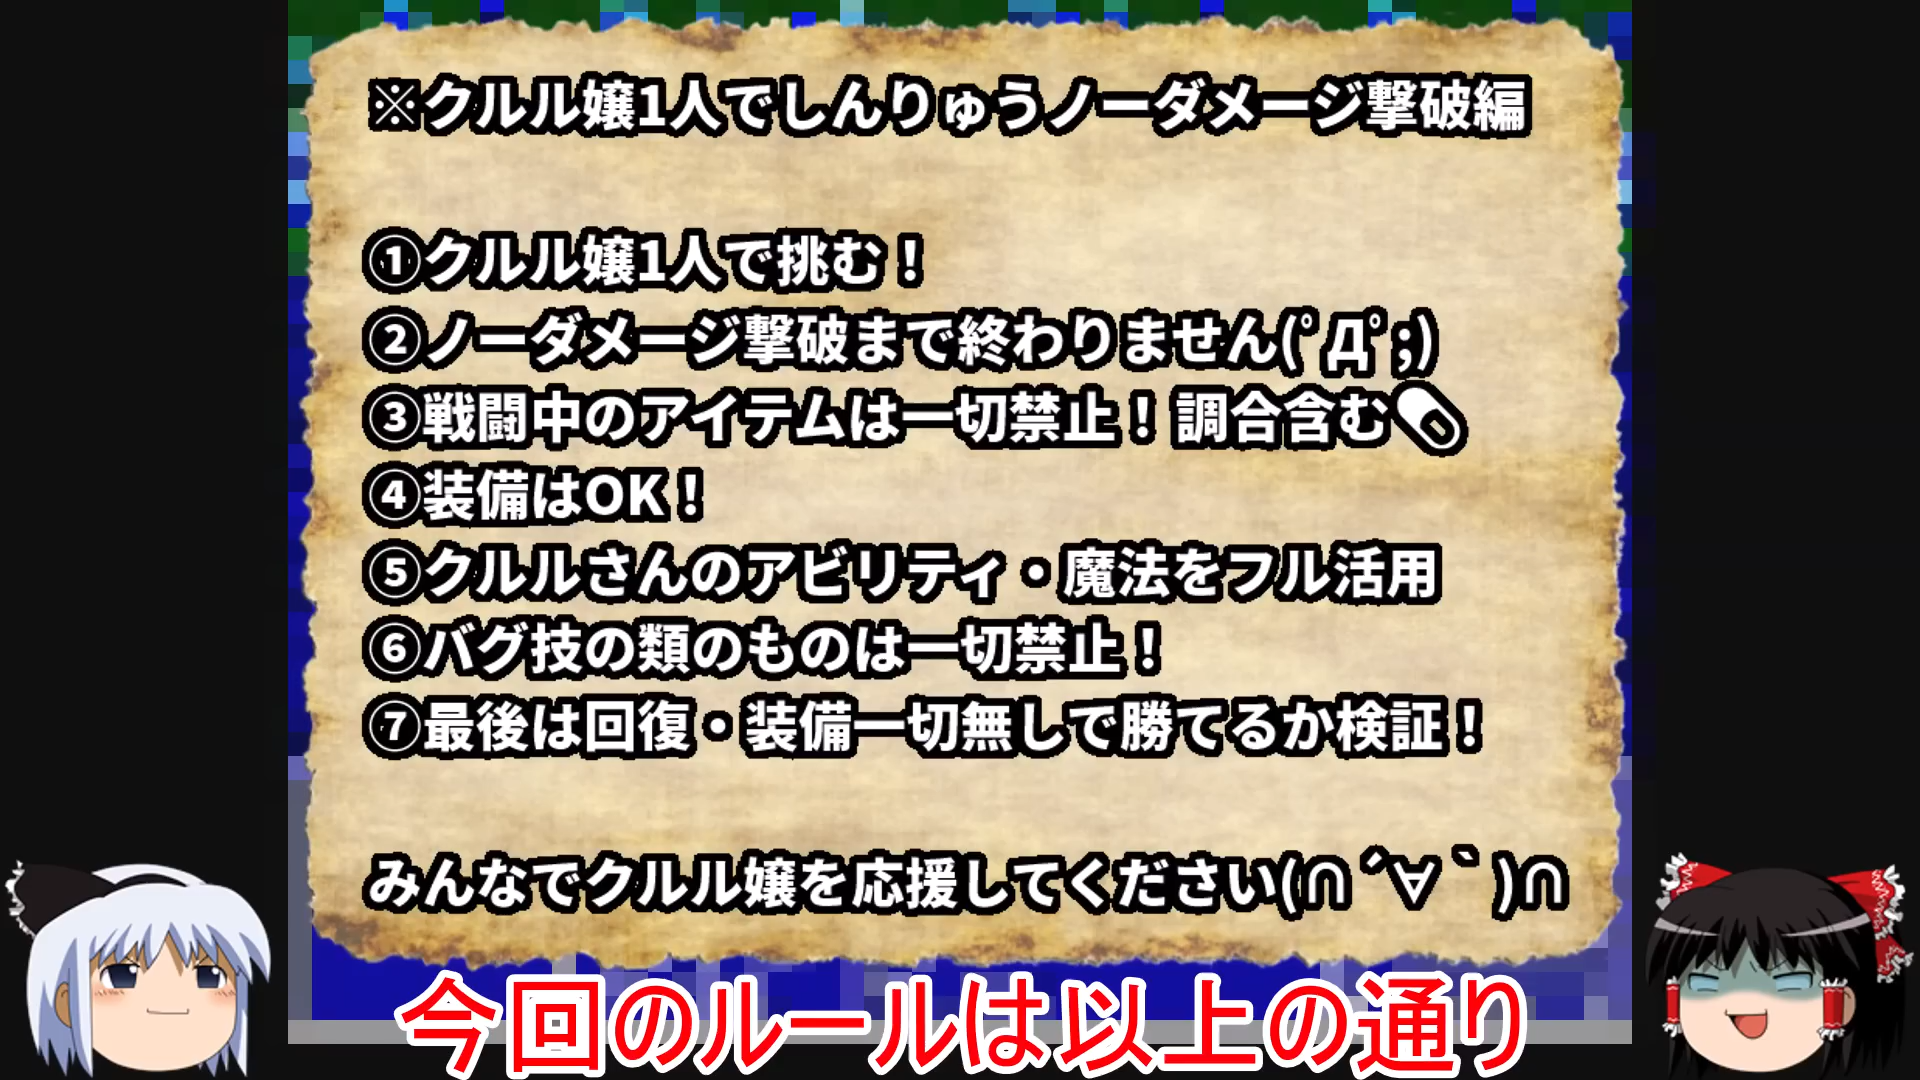 ※クルル嬢1人でしんりゅうノーダメージ撃破編
①クルル嬢1人で挑む！
②ノーダメージ撃破まで終わりません(ﾟДﾟ;)
③戦闘中のアイテムは一切禁止！調合含む💊
④装備はOK！
⑤クルルさんのアビリティ・魔法をフル活用
⑥バグ技の類のものは一切禁止！
⑦最後は回復・装備一切無しで勝てるか検証！
みんなでクルル嬢を応援してください(∩´∀｀)∩
今回のルールは以上の通り